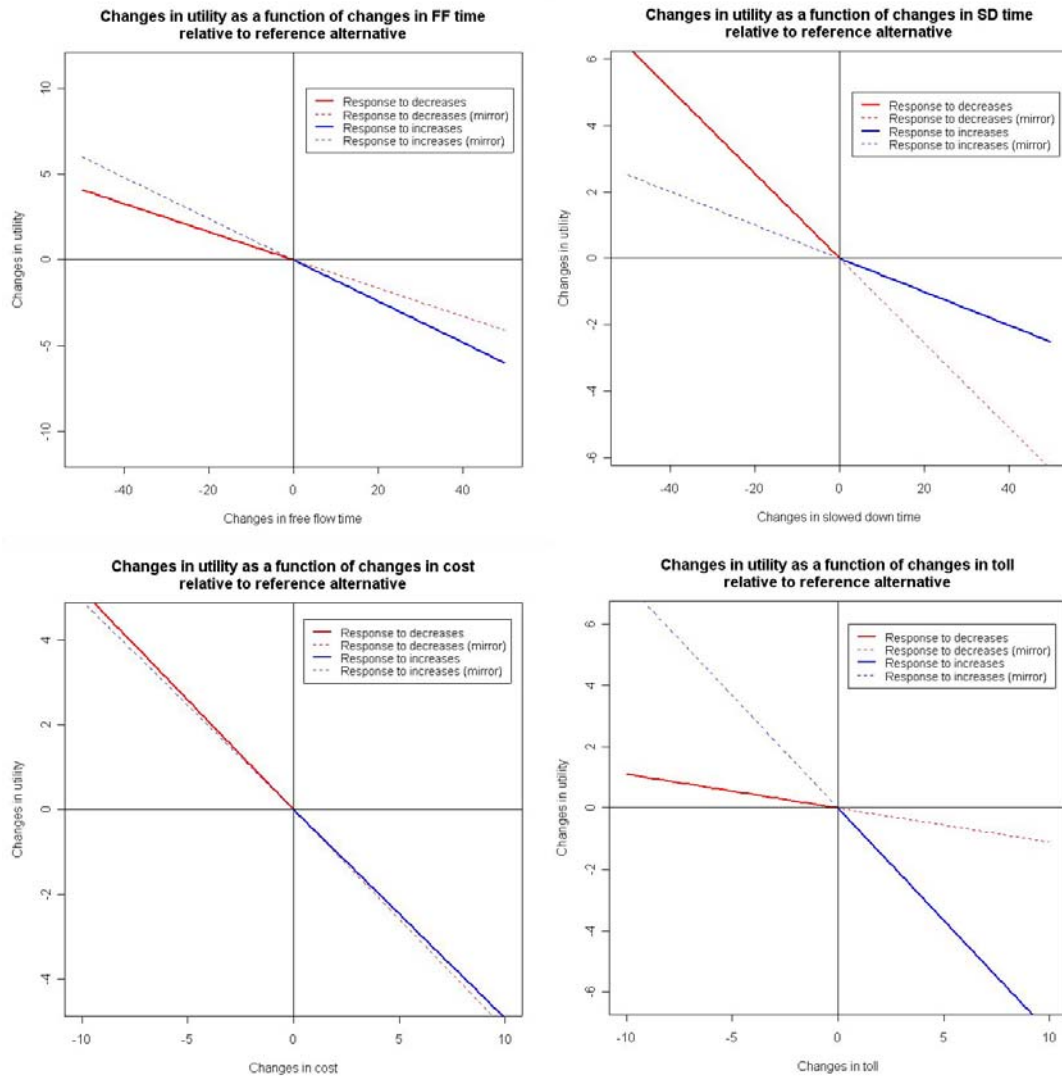 Changes in utility as a function of changes in FF time
relative to reference alternative
10
5
0
-5
-10
Changes in utility
Response to decreases
Response to decreases (mirror)
Response to increases
Response to increases (mirror)
-40
-20
0
20
40
Changes in free flow time
Changes in utility as a function of changes in SD time
relative to reference alternative
6
4
2
0
-2
-4
-6
Changes in utility
Response to decreases
Response to decreases (mirror)
Response to increases
Response to increases (mirror)
-40
-20
0
20
40
Changes in slowed down time
Changes in utility as a function of changes in cost
relative to reference alternative
4
2
0
-2
-4
Changes in utility
Response to decreases
Response to decreases (mirror)
Response to increases
Response to increases (mirror)
-10
-5
0
5
10
Changes in cost
Changes in utility as a function of changes in toll
relative to reference alternative
6
4
2
0
-2
-4
-6
Changes in utility
Response to decreases
Response to decreases (mirror)
Response to increases
Response to increases (mirror)
-10
-5
0
5
10
Changes in toll